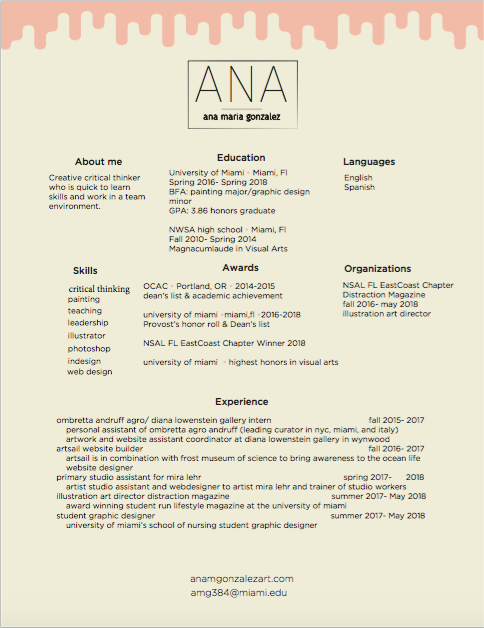 ANA
ana maria gonzalez
About me
Creative critical thinker
who is quick to learn
skills and work in a team
environment.
Education
University of Miami · Miami, Fl
Spring 2016- Spring 2018
BFA: painting major/graphic design
minor
GPA: 3.86 honors graduate
NWSA high school · Miami, Fl
Fall 2010- Spring 2014
Magnacumlaude in Visual Arts
Languages
English
Spanish
Skills
critical thinking
painting
teaching
leadership
illustrator
photoshop
indesign
web design
Awards
OCAC · Portland, OR · 2014-2015
dean's list & academic achievement
university of miami ·miami,fl ·2016-2018
Provost's honor roll & Dean's list
NSAL FL EastCoast Chapter Winner 2018
university of miami · highest honors in visual arts
Organizations
NSAL FL EastCoast Chapter
Distraction Magazine
fall 2016- may 2018
illustration art director
Experience
ombretta andruff agro/ diana lowenstein gallery intern fall 2015- 2017
personal assistant of ombretta agro andruff (leading curator in nyc, miami, and italy)
artwork and website assistant coordinator at diana lowenstein gallery in wynwood
artsail website builder fall 2016- 2017
artsail is in combination with frost museum of science to bring awareness to the ocean life
website designer
primary studio assistant for mira lehr spring 2017- 2018
artist studio assistant and webdesigner to artist mira lehr and trainer of studio workers
illustration art director distraction magazine summer 2017- May 2018
award winning student run lifestyle magazine at the university of miami
student graphic designer summer 2017- May 2018
university of miami's school of nursing student graphic designer
anamgonzalezart.com
amg384@miami.edu